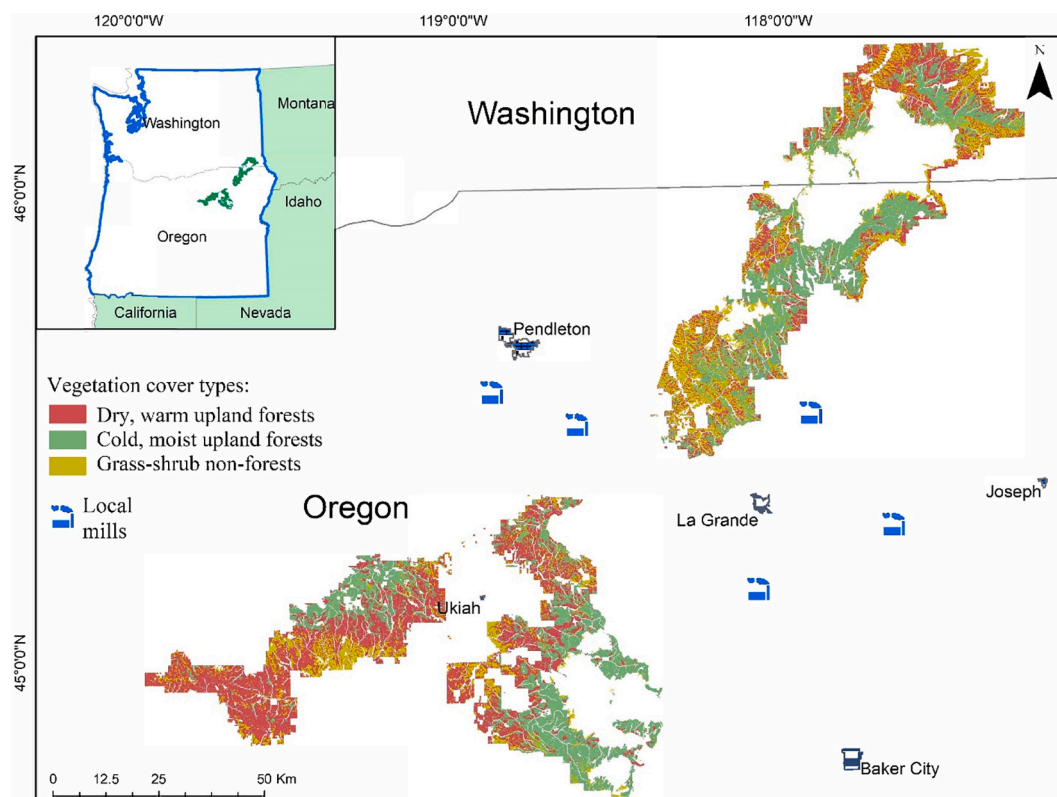 120°0'0"W
119°0'0"W
118°0'0"W
N
Montana
Washington
Washington
46°0'0"N
Idaho
Oregon
California
Nevada
Pendleton
Vegetation cover types:
Dry, warm upland forests
Cold, moist upland forests
Grass-shrub non-forests
Local
mills
Oregon
La Grande
Joseph
Ukiah
45°0'0"N
Baker City
0 12.5 25 50 Km